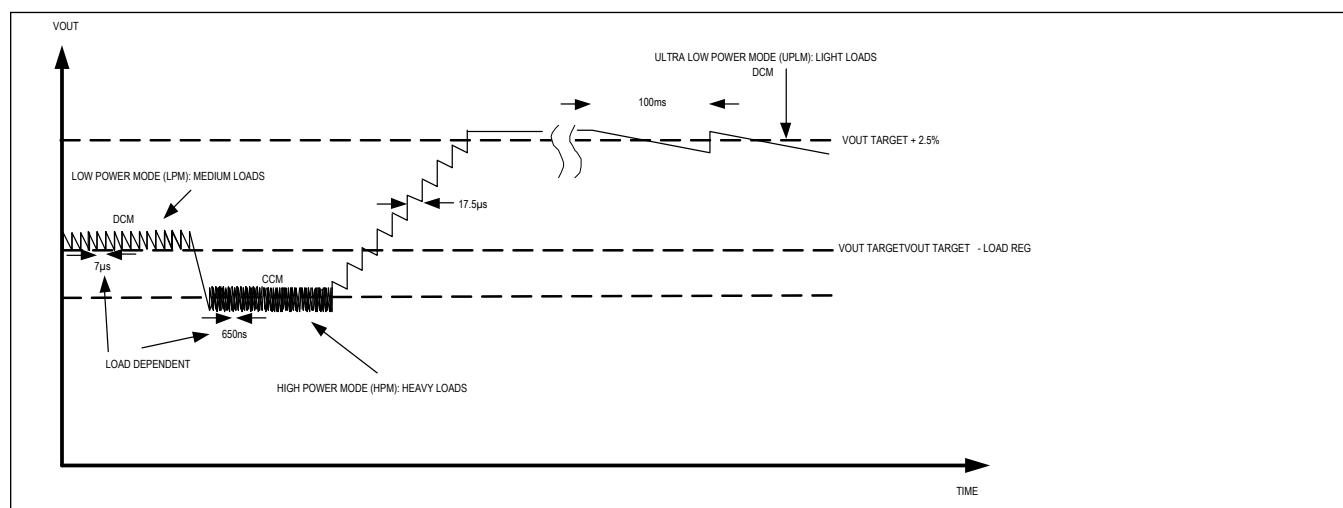 VOUT
ULTRA LOW POWER MODE (UPLM): LIGHT LOADS
DCM
100ms
VOUT TARGET + 2.5%
LOW POWER MODE (LPM): MEDIUM LOADS
17.5µs
DCM
VOUT TARGETVOUT TARGET - LOAD REG
7µs
CCM
650ns
LOAD DEPENDENT
HIGH POWER MODE (HPM): HEAVY LOADS
TIME